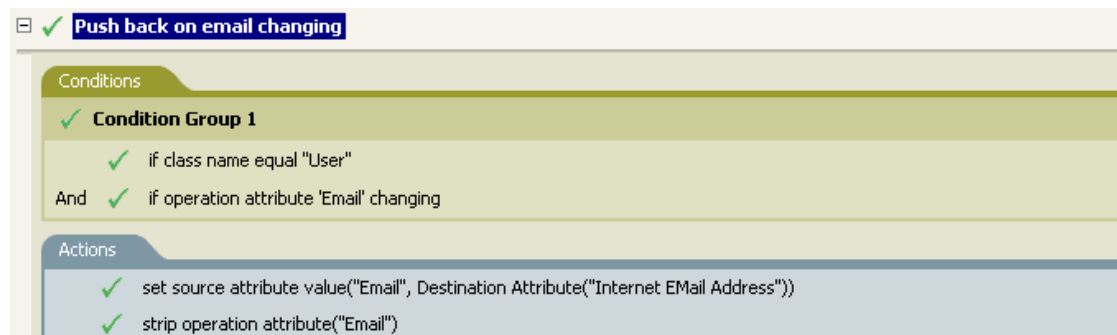 Push back on email changing
Conditions
Condition Group 1
if class name equal "User"
And if operation attribute 'Email' changing
Actions
set source attribute value("Email", Destination Attribute("Internet EMail Address"))
strip operation attribute("Email")